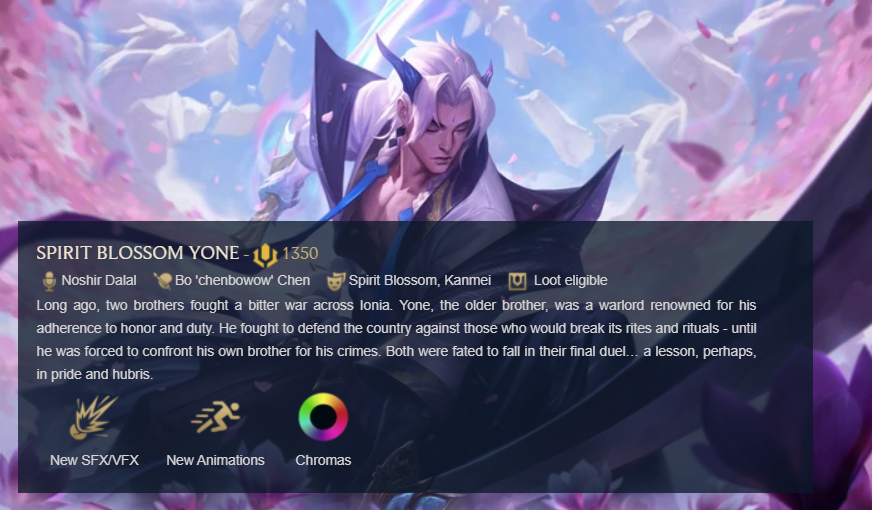 SPIRIT BLOSSOM YONE - 1350
Noshir Dalal Bo 'chenbowow' Chen Spirit Blossom, Kanmei Loot eligible
Long ago, two brothers fought a bitter war across Ionia. Yone, the older brother, was a warlord renowned for his
adherence to honor and duty. He fought to defend the country against those who would break its rites and rituals - until
he was forced to confront his own brother for his crimes. Both were fated to fall in their final duel... a lesson, perhaps,
in pride and hubris.
New SFX/VFX New Animations Chromas